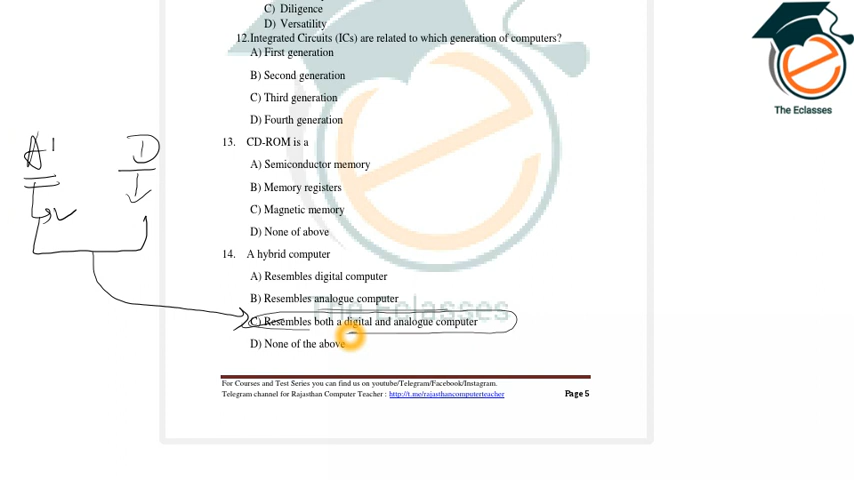 C) Diligence
D) Versatility
12.Integrated Circuits (ICs) are related to which generation of computers?
A) First generation
B) Second generation
C) Third generation
D) Fourth generation
13. CD-ROM is a
A) Semiconductor memory
B) Memory registers
C) Magnetic memory
D) None of above
14. A hybrid computer
A) Resembles digital computer
B) Resembles analogue computer
C) Resembles both a digital and analogue computer
D) None of the above
For Courses and Test Series you can find us on youtube/Telegram/Facebook/Instagram.
Telegram channel for Rajasthan Computer Teacher : http://t.me/rajasthancomputerteacher Page 5
The Eclasses
The Eclasses
A D